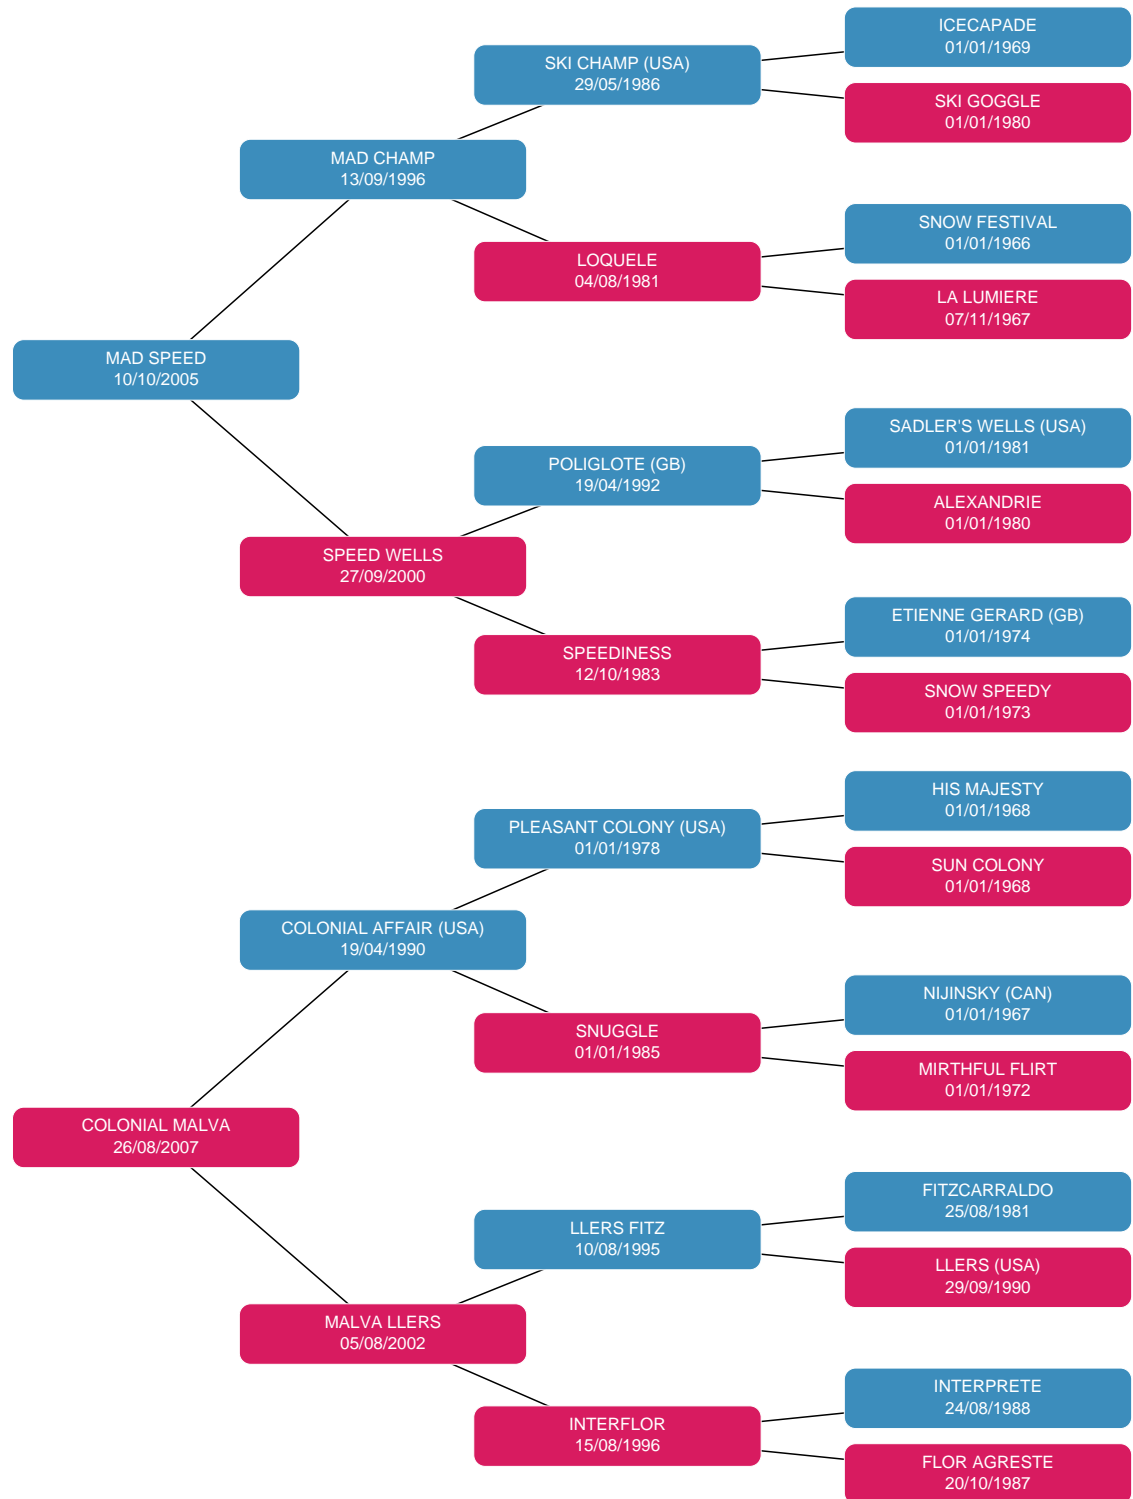 ICECAPADE
01/01/1969
SKI CHAMP (USA)
29/05/1986
SKI GOGGLE
01/01/1980
MAD CHAMP
13/09/1996
SNOW FESTIVAL
01/01/1966
LOQUELE
04/08/1981
LA LUMIERE
07/11/1967
MAD SPEED
10/10/2005
SADLER'S WELLS (USA)
01/01/1981
POLIGLOTE (GB)
19/04/1992
ALEXANDRIE
01/01/1980
SPEED WELLS
27/09/2000
ETIENNE GERARD (GB)
01/01/1974
SPEEDINESS
12/10/1983
SNOW SPEEDY
01/01/1973
HIS MAJESTY
01/01/1968
PLEASANT COLONY (USA)
01/01/1978
SUN COLONY
01/01/1968
COLONIAL AFFAIR (USA)
19/04/1990
NIJINSKY (CAN)
01/01/1967
SNUGGLE
01/01/1985
MIRTHFUL FLIRT
01/01/1972
COLONIAL MALVA
26/08/2007
FITZCARRALDO
25/08/1981
LLERS FITZ
10/08/1995
LLERS (USA)
29/09/1990
MALVA LLERS
05/08/2002
INTERPRETE
24/08/1988
INTERFLOR
15/08/1996
FLOR AGRESTE
20/10/1987